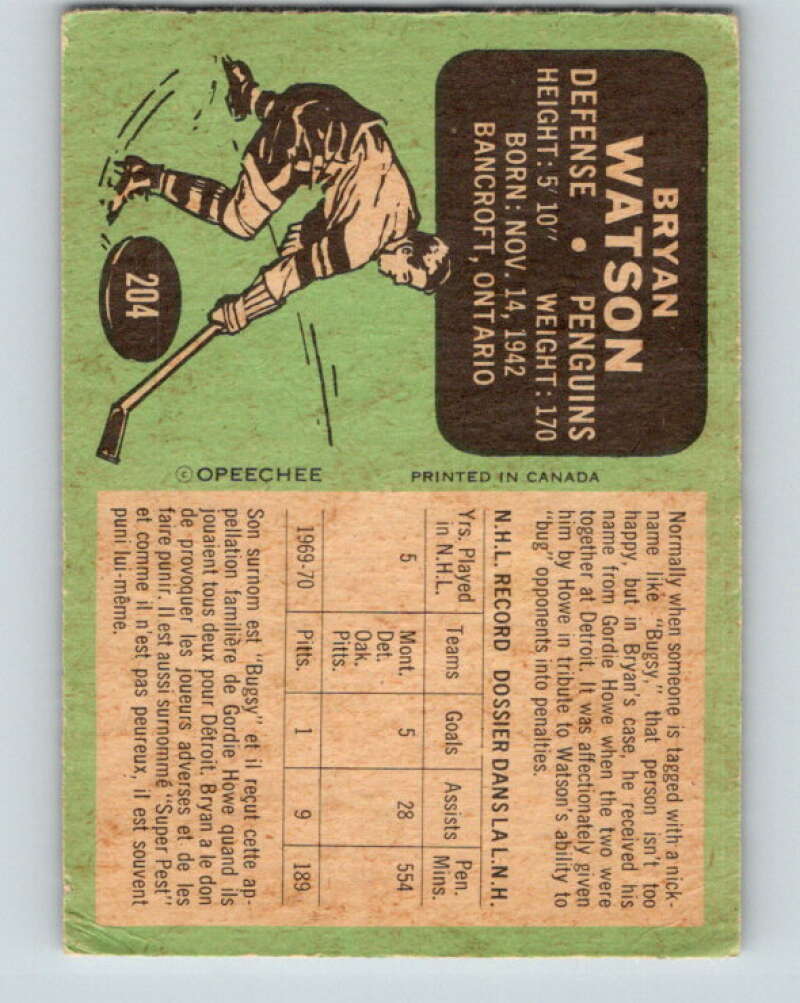 BRYAN
WATSON
DEFENSE • PENGUINS
HEIGHT: 5' 10" WEIGHT: 170
BORN: NOV. 14, 1942
BANCROFT, ONTARIO
204
© OPEECHEE
PRINTED IN CANADA
Normally when someone is tagged with a nick-
name like "Bugsy," that person isn't too
happy, but in Bryan's case, he received his
name from Gordie Howe when the two were
together at Detroit. It was affectionately given
him by Howe in tribute to Watson's ability to
"bug" opponents into penalties.
N.H.L. RECORD DOSSIER DANS LA L.N.H.
Yrs. Played in N.H.L. Teams Goals Assists Pen. Mins.
5 Mont. 5 28 554
Det.
Oak.
Pitts.
1969-70 Pitts. 1 9 189
Son surnom est "Bugsy" et il reçut cette ap-
pellation familière de Gordie Howe quand ils
jouaient tous deux pour Détroit. Bryan a le don
de provoquer les joueurs adverses et de les
faire punir. Il est aussi surnommé "Super Pest"
et comme il n'est pas peureux, il est souvent
puni lui-même.